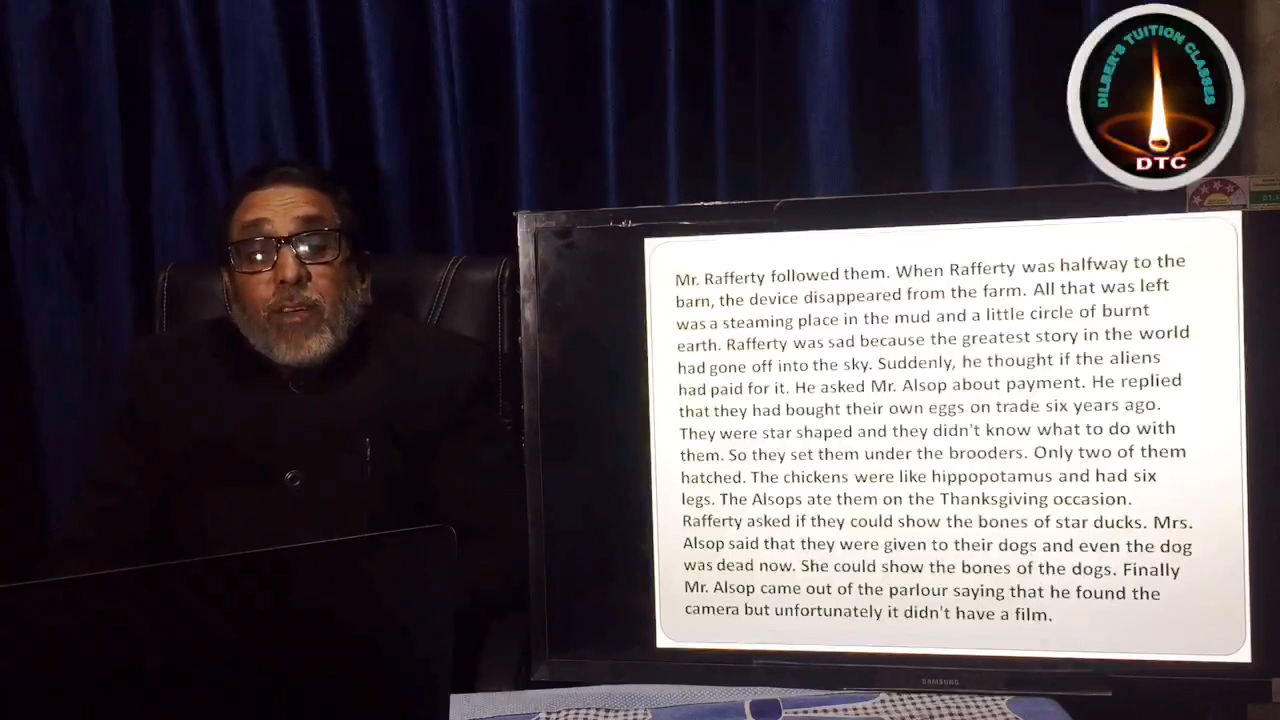 DILBER'S TUITION CLASSES
DTC
Mr. Rafferty followed them. When Rafferty was halfway to the
barn, the device disappeared from the farm. All that was left
was a steaming place in the mud and a little circle of burnt
earth. Rafferty was sad because the greatest story in the world
had gone off into the sky. Suddenly, he thought if the aliens
had paid for it. He asked Mr. Alsop about payment. He replied
that they had bought their own eggs on trade six years ago.
They were star shaped and they didn't know what to do with
them. So they set them under the brooders. Only two of them
hatched. The chickens were like hippopotamus and had six
legs. The Alsops ate them on the Thanksgiving occasion.
Rafferty asked if they could show the bones of star ducks. Mrs.
Alsop said that they were given to their dogs and even the dog
was dead now. She could show the bones of the dogs. Finally
Mr. Alsop came out of the parlour saying that he found the
camera but unfortunately it didn't have a film.
SAMSUNG